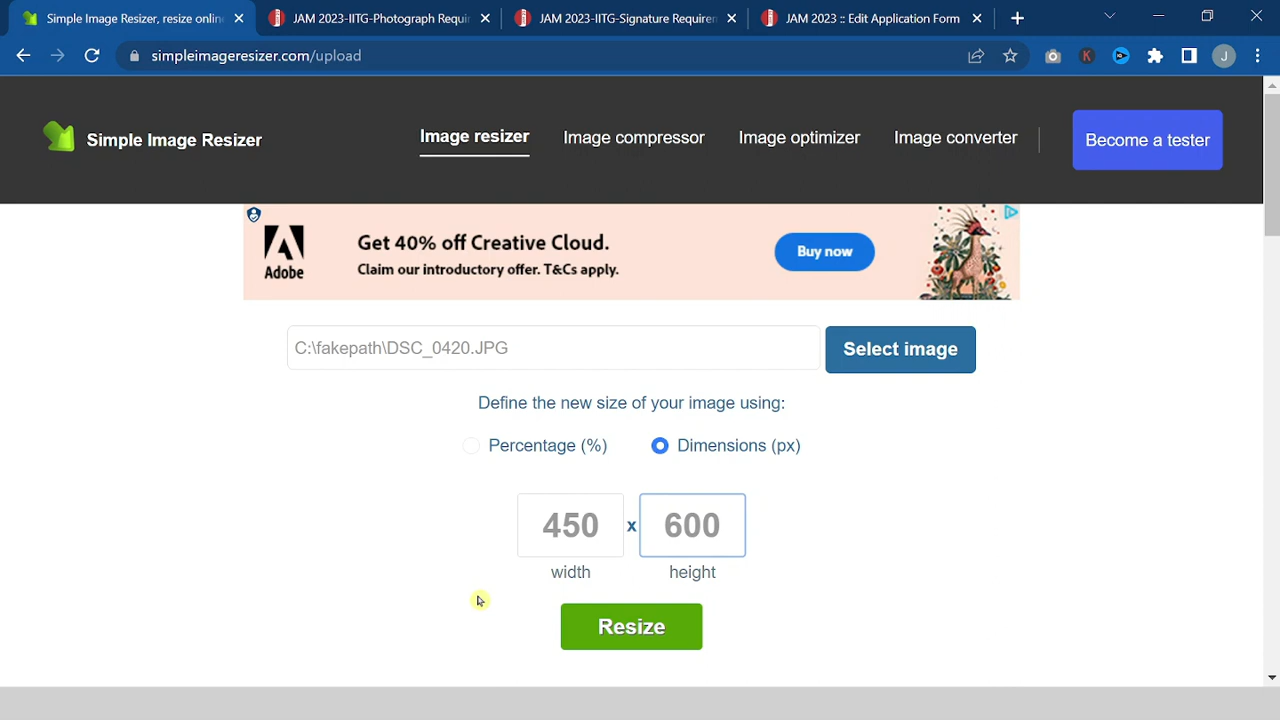 Simple Image Resizer, resize onlin
JAM 2023-IITG-Photograph Requi
JAM 2023-IITG-Signature Requirem
JAM 2023 :: Edit Application Form
simpleimageresizer.com/upload
K
J
Simple Image Resizer
Image resizer
Image compressor
Image optimizer
Image converter
Become a tester
Adobe
Get 40% off Creative Cloud.
Claim our introductory offer. T&Cs apply.
Buy now
C:\fakepath\DSC_0420.JPG
Select image
Define the new size of your image using:
Percentage (%)
Dimensions (px)
450 x 600
width
height
Resize